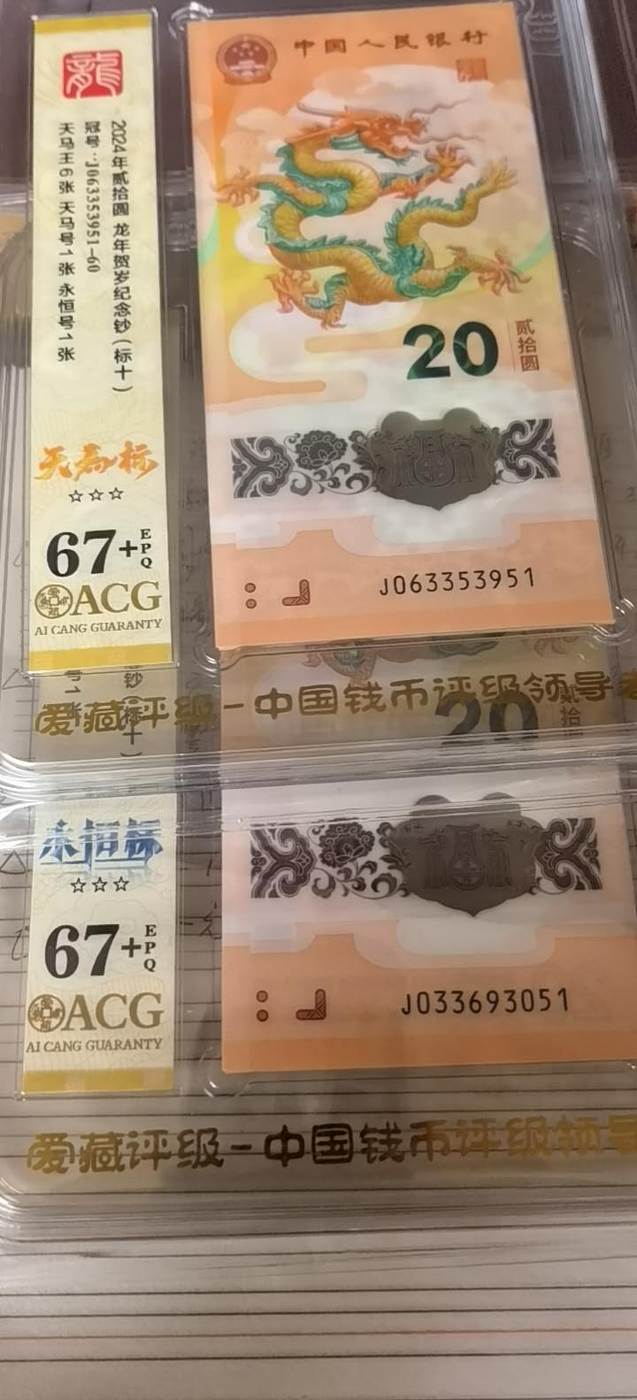 龍
2024年贰拾圆 龙年贺岁纪念钞（标十）
冠号：J063353951-60
天马王6张 天马号1张 永恒号1张
天马标
☆☆☆
67+EPQ
ACG
AI CANG GUARANTY
中国人民银行
20
贰拾圆
J063353951
爱藏评级-中国钱币评级领导者
20
贰拾
永恒标
☆☆☆
67+EPQ
ACG
AI CANG GUARANTY
J033693051
爱藏评级-中国钱币评级领导